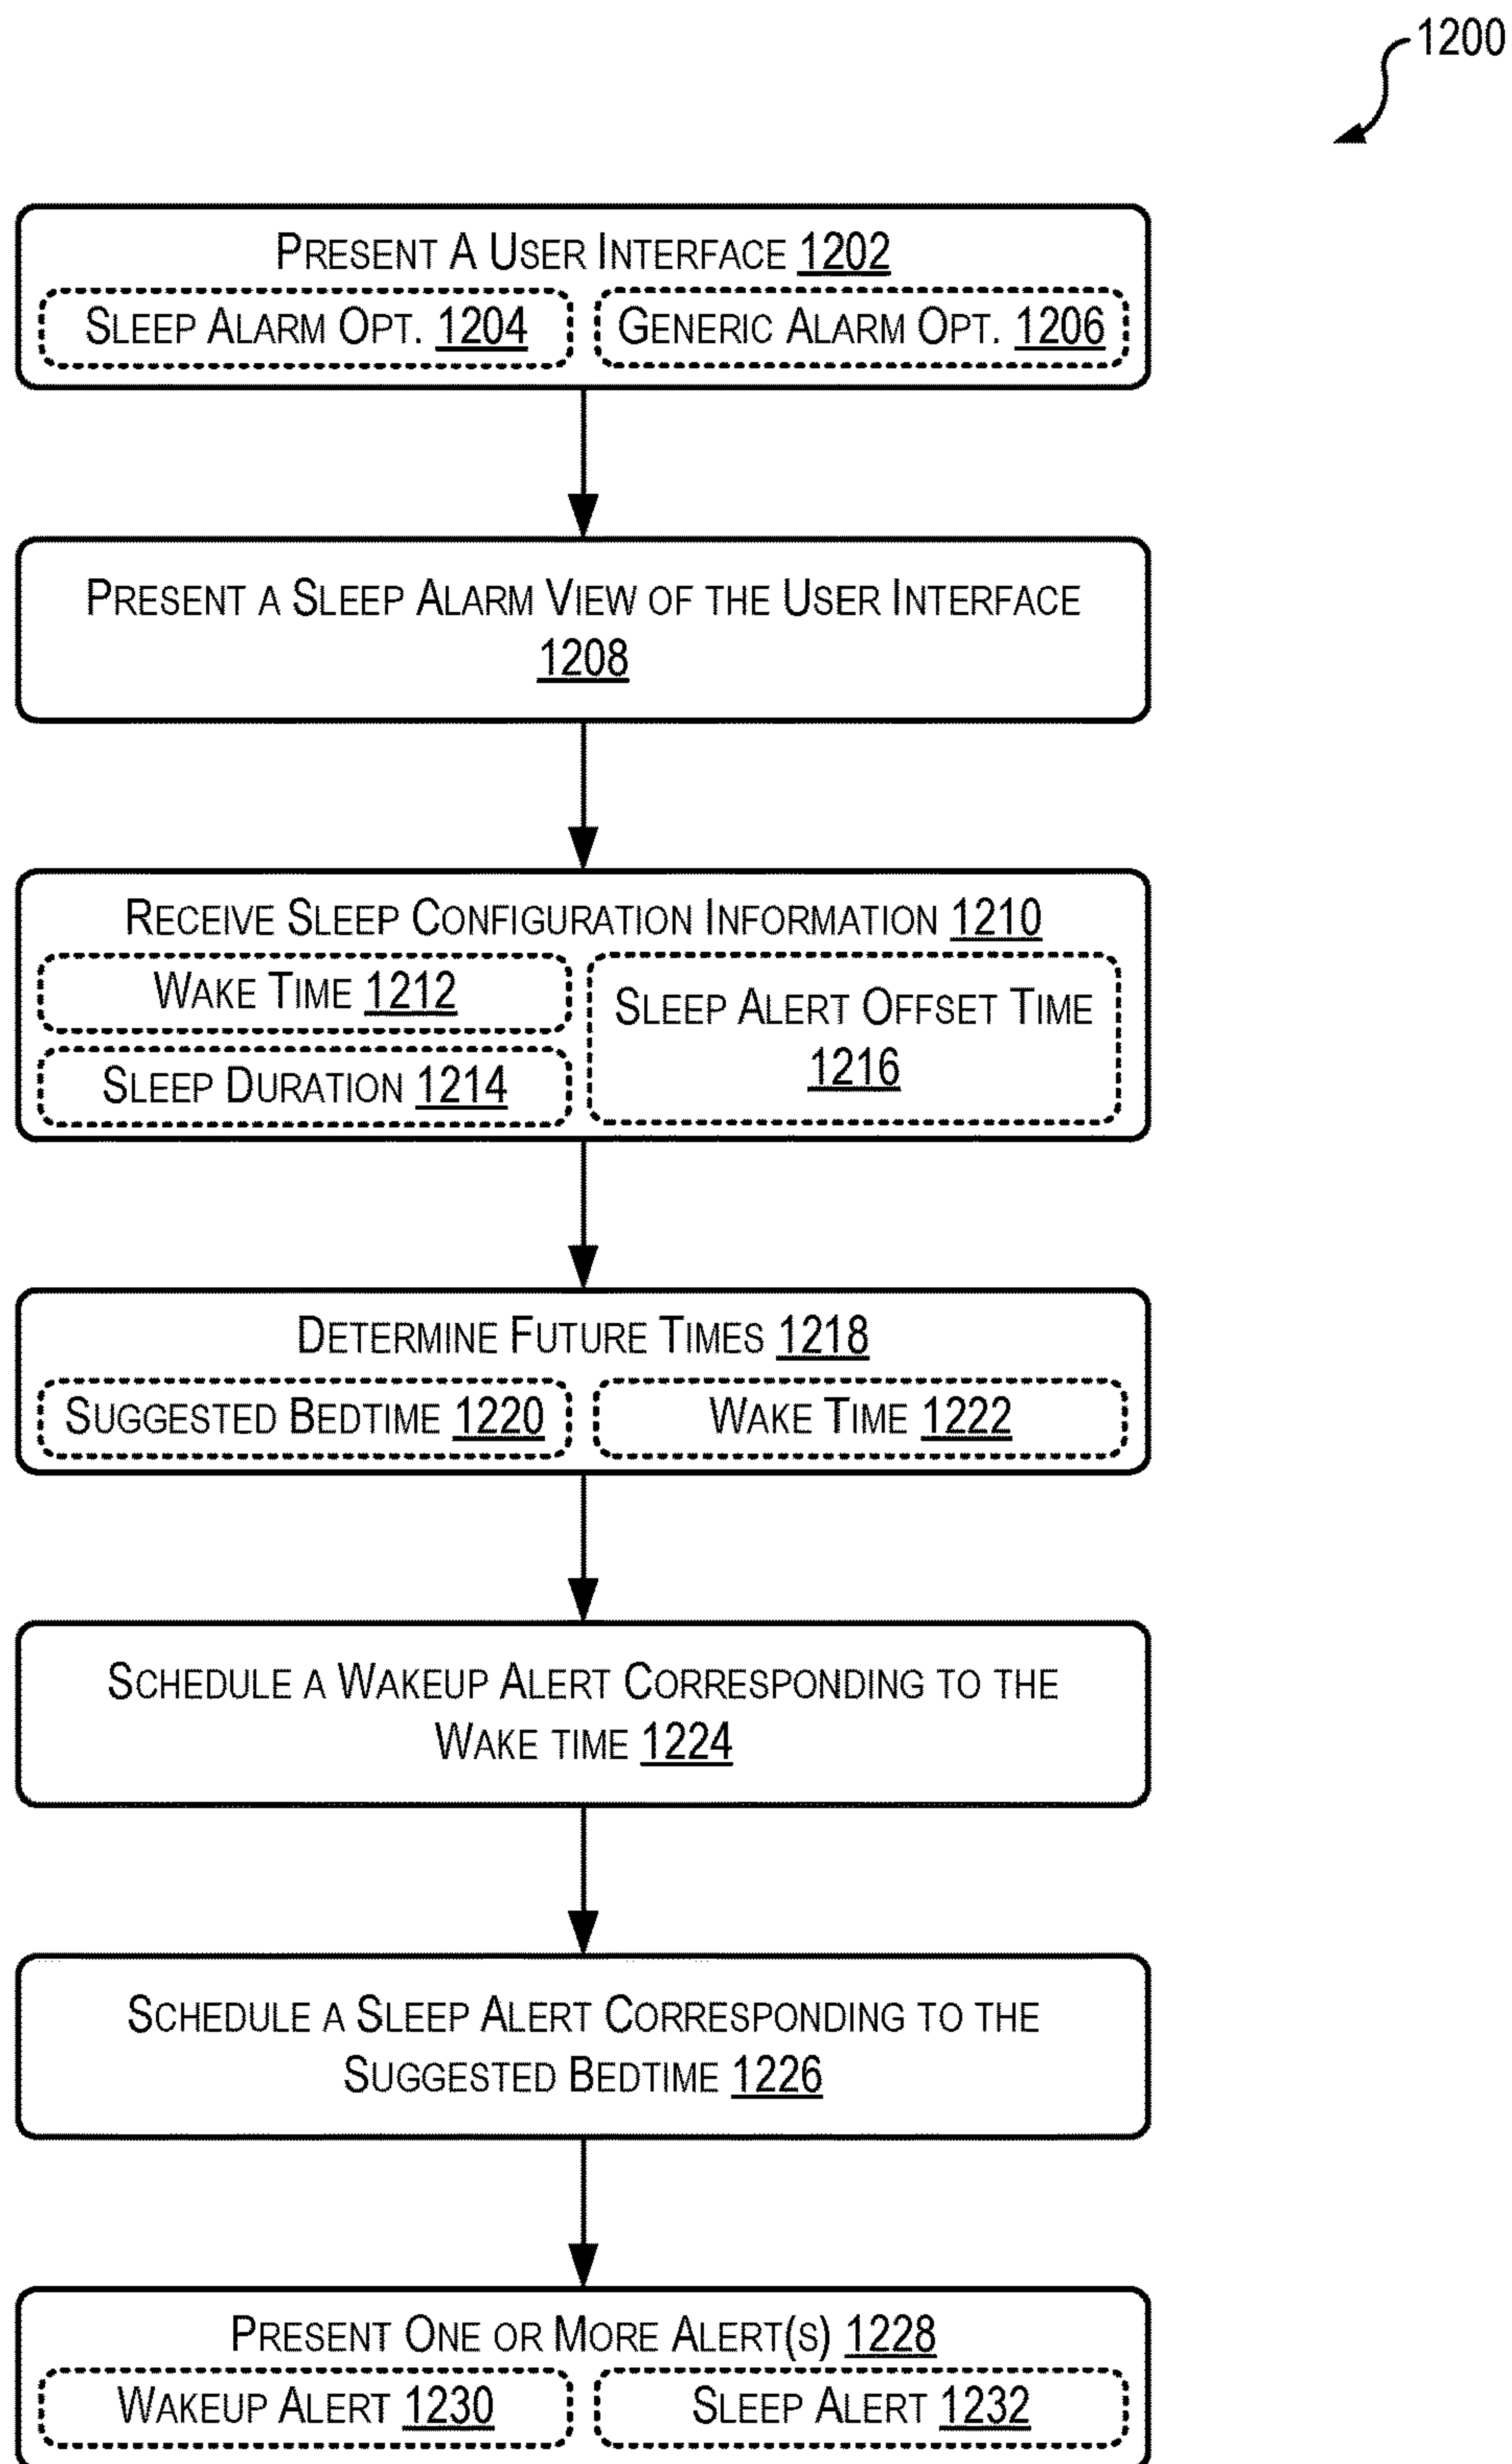 1200
PRESENT A USER INTERFACE 1202
SLEEP ALARM OPT. 1204
GENERIC ALARM OPT. 1206
PRESENT A SLEEP ALARM VIEW OF THE USER INTERFACE
1208
RECEIVE SLEEP CONFIGURATION INFORMATION 1210
WAKE TIME 1212
SLEEP DURATION 1214
SLEEP ALERT OFFSET TIME
1216
DETERMINE FUTURE TIMES 1218
SUGGESTED BEDTIME 1220
WAKE TIME 1222
SCHEDULE A WAKEUP ALERT CORRESPONDING TO THE
WAKE TIME 1224
SCHEDULE A SLEEP ALERT CORRESPONDING TO THE
SUGGESTED BEDTIME 1226
PRESENT ONE OR MORE ALERT(S) 1228
WAKEUP ALERT 1230
SLEEP ALERT 1232